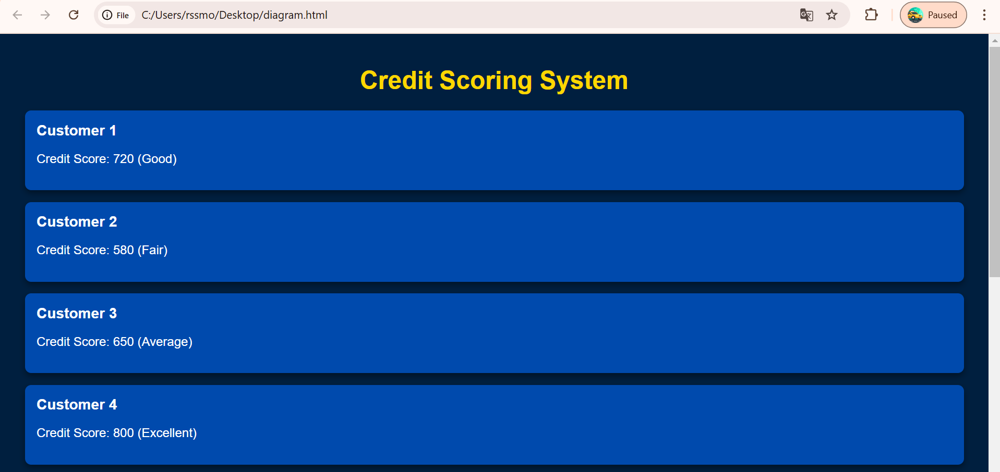 File
C:/Users/rssmo/Desktop/diagram.html
Paused
Credit Scoring System
Customer 1
Credit Score: 720 (Good)
Customer 2
Credit Score: 580 (Fair)
Customer 3
Credit Score: 650 (Average)
Customer 4
Credit Score: 800 (Excellent)